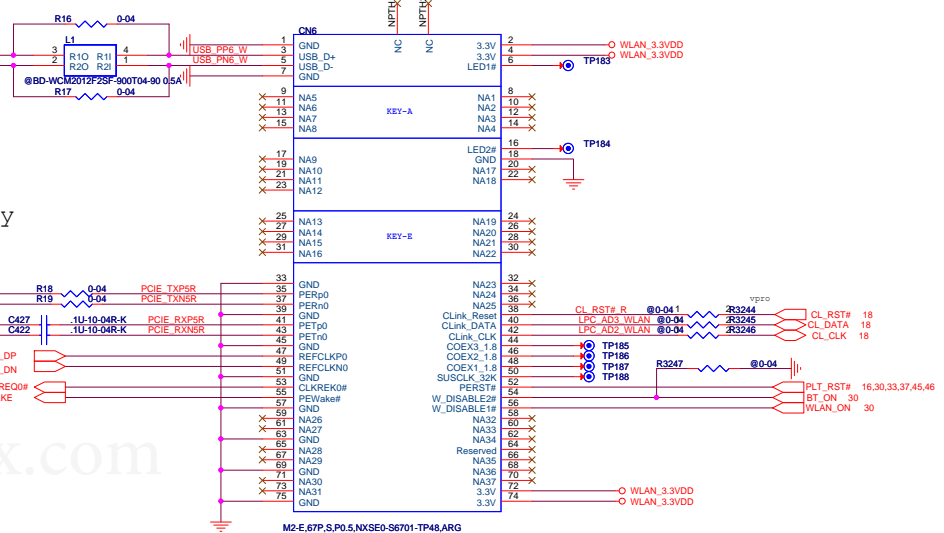 R16 0-04
L1
3 R1O R1I 4
2 R2O R2I 1
@BD-WCM2012F2SF-900T04-90 0.5A
R17 0-04
NPTH NPTH
NC NC
CN6
USB_PP6_W
USB_PN6_W
1 GND 3.3V 2 WLAN_3.3VDD
3 USB_D+ 3.3V 4 WLAN_3.3VDD
5 USB_D- LED1# 6 TP183
7 GND
9 NA5 NA1 8
11 NA6 KEY-A NA2 10
13 NA7 NA3 12
15 NA8 NA4 14
LED2# 16 TP184
17 NA9 GND 18
19 NA10 NA17 20
21 NA11 NA18 22
23 NA12
y
25 NA13 NA19 24
27 NA14 NA20 26
29 NA15 KEY-E NA21 28
31 NA16 NA22 30
33 GND NA23 32
R18 0-04 PCIE_TXP5R 35 PERp0 NA24 34
R19 0-04 PCIE_TXN5R 37 PERn0 NA25 36
vpro
39 GND CLink_Reset 38 CL_RST#_R @0-04 1 2 R3244 CL_RST# 18
C427 .1U-10-04R-K PCIE_RXP5R 41 PETp0 CLink_DATA 40 LPC_AD3_WLAN @0-04 R3245 CL_DATA 18
C422 .1U-10-04R-K PCIE_RXN5R 43 PETn0 CLink_CLK 42 LPC_AD2_WLAN @0-04 R3246 CL_CLK 18
45 GND COEX3_1.8 44 TP185
_DP 47 REFCLKP0 COEX2_1.8 46 TP186
_DN 49 REFCLKN0 COEX1_1.8 48 TP187
51 GND SUSCLK_32K 50 TP188
R3247 @0-04
REQ0# 53 CLKREQ0# PERST# 52 PLT_RST# 16,30,33,37,45,46
KE 55 PEWake# W_DISABLE2# 54 BT_ON 30
57 GND W_DISABLE1# 56 WLAN_ON 30
59 NA26 NA32 58
61 NA27 NA33 60
63 GND NA34 62
65 NA28 Reserved 64
67 NA29 NA35 66
69 GND NA36 68
71 NA30 NA37 70
73 NA31 3.3V 72 WLAN_3.3VDD
75 GND 3.3V 74 WLAN_3.3VDD
x.com
M2-E,67P,S,P0.5,NXSE0-S6701-TP48,ARG